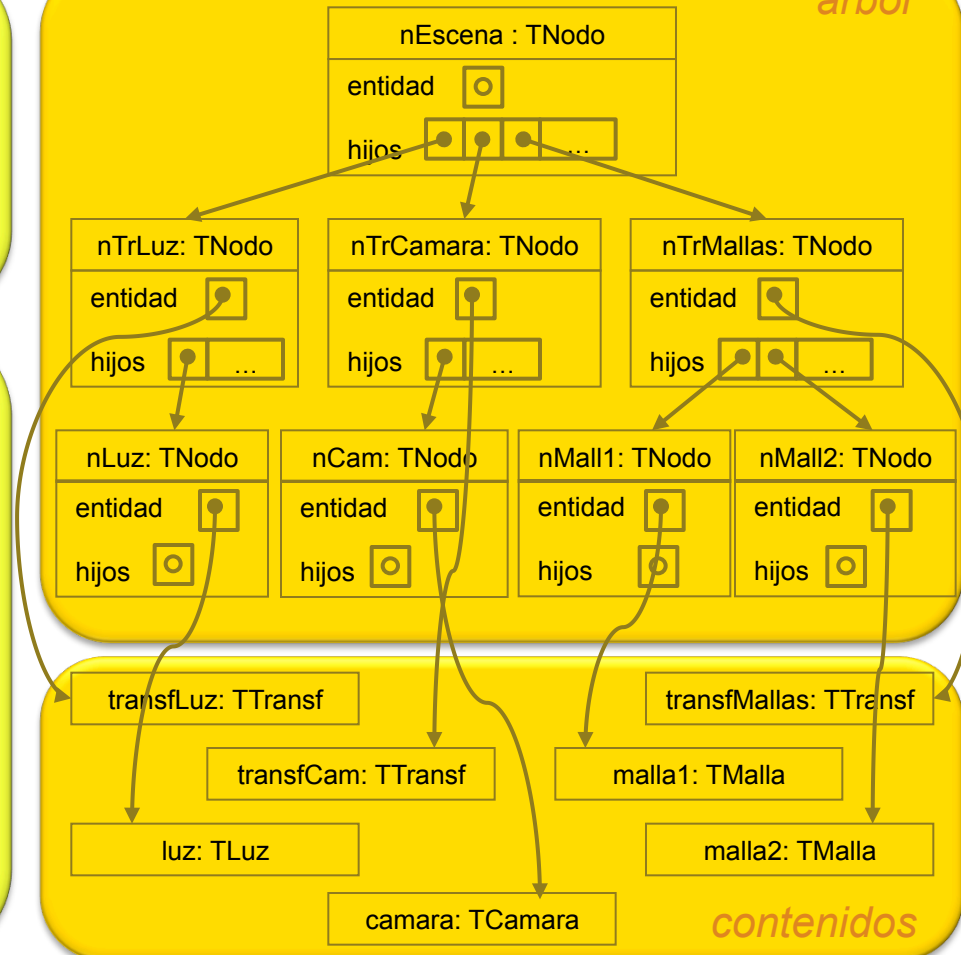 árbol
nEscena : TNodo
entidad
hijos ...
nTrLuz: TNodo
nTrCamara: TNodo
nTrMallas: TNodo
entidad
entidad
entidad
hijos ...
hijos ...
hijos ...
nLuz: TNodo
nCam: TNodo
nMall1: TNodo
nMall2: TNodo
entidad
entidad
entidad
entidad
hijos
hijos
hijos
hijos
transfLuz: TTransf
transfMallas: TTransf
transfCam: TTransf
malla1: TMalla
luz: TLuz
malla2: TMalla
camara: TCamara
contenidos